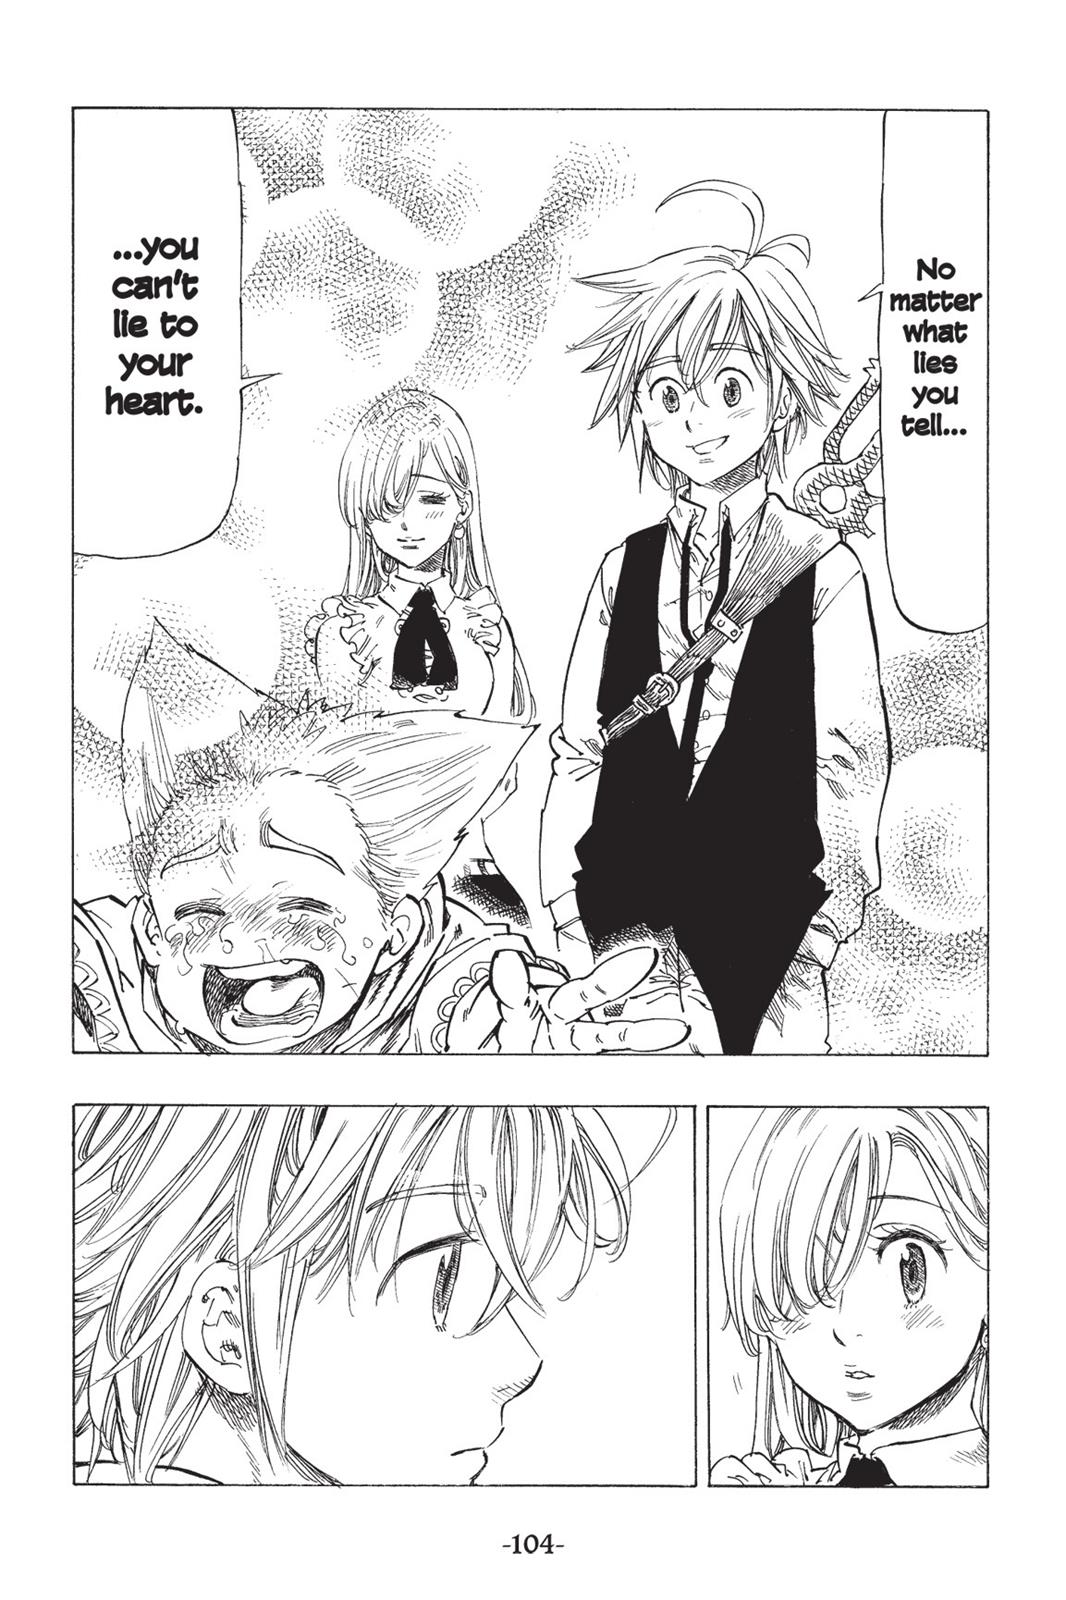 No
matter
what
lies
you
tell...
...you
can't
lie to
your
heart.
-104-